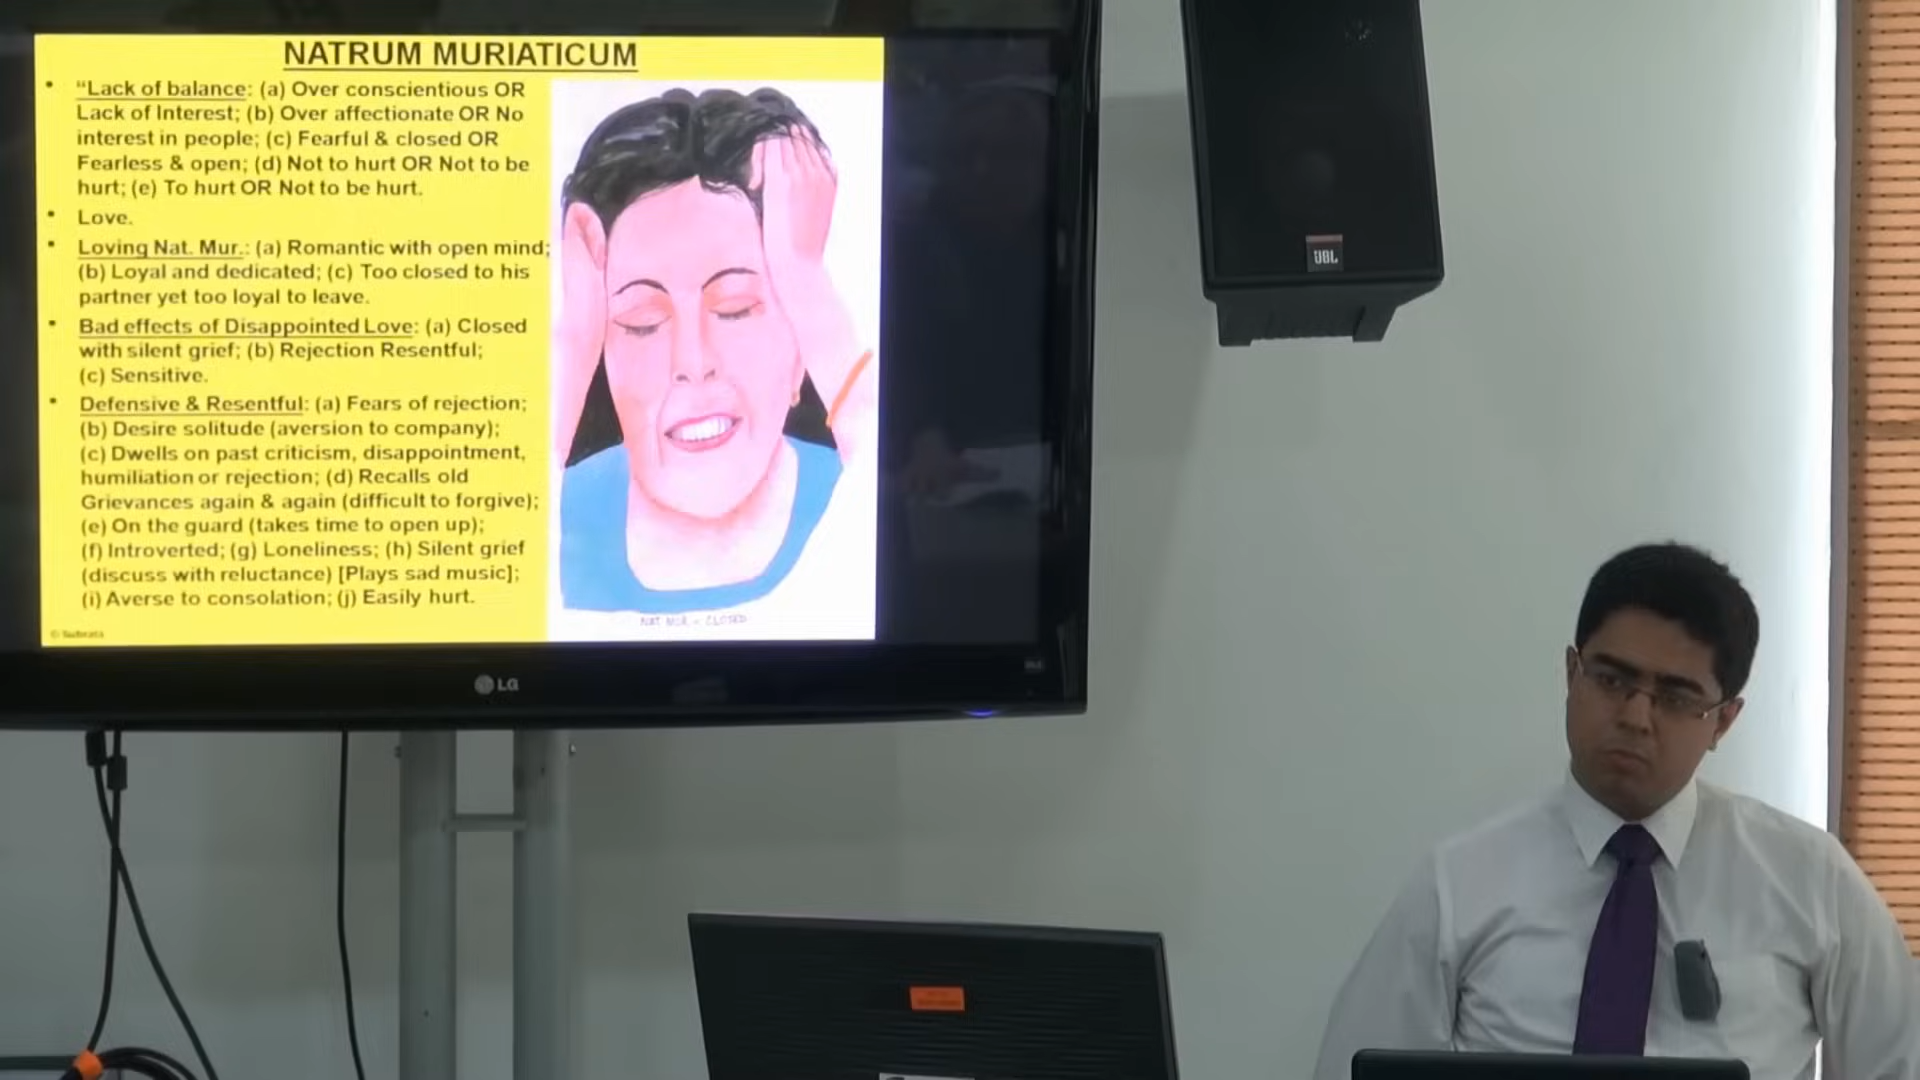 NATRUM MURIATICUM
• “Lack of balance: (a) Over conscientious OR
Lack of Interest; (b) Over affectionate OR No
interest in people; (c) Fearful & closed OR
Fearless & open; (d) Not to hurt OR Not to be
hurt; (e) To hurt OR Not to be hurt.
• Love.
• Loving Nat. Mur.: (a) Romantic with open mind;
(b) Loyal and dedicated; (c) Too closed to his
partner yet too loyal to leave.
• Bad effects of Disappointed Love: (a) Closed
with silent grief; (b) Rejection Resentful;
(c) Sensitive.
• Defensive & Resentful: (a) Fears of rejection;
(b) Desire solitude (aversion to company);
(c) Dwells on past criticism, disappointment,
humiliation or rejection; (d) Recalls old
Grievances again & again (difficult to forgive);
(e) On the guard (takes time to open up);
(f) Introverted; (g) Loneliness; (h) Silent grief
(discuss with reluctance) [Plays sad music];
(i) Averse to consolation; (j) Easily hurt.
NAT MUR - CLOSED
LG
JBL